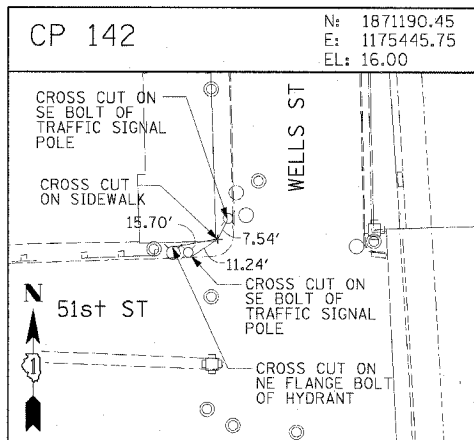 CP 142
N: 1871190.45
E: 1175445.75
EL: 16.00
CROSS CUT ON
SE BOLT OF
TRAFFIC SIGNAL
POLE
WELLS ST
CROSS CUT
ON SIDEWALK
15.70'
7.54'
11.24'
CROSS CUT ON
SE BOLT OF
TRAFFIC SIGNAL
POLE
N
51st ST
1
CROSS CUT ON
NE FLANGE BOLT
OF HYDRANT